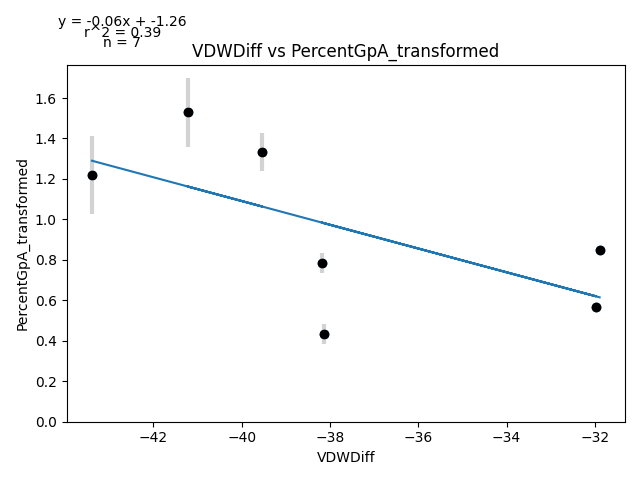 y = -0.06x + -1.26
r^2 = 0.39
n = 7
VDWDiff vs PercentGpA_transformed
1.6
1.4
1.2
1.0
0.8
0.6
0.4
0.2
0.0
PercentGpA_transformed
−42 −40 −38 −36 −34 −32
VDWDiff